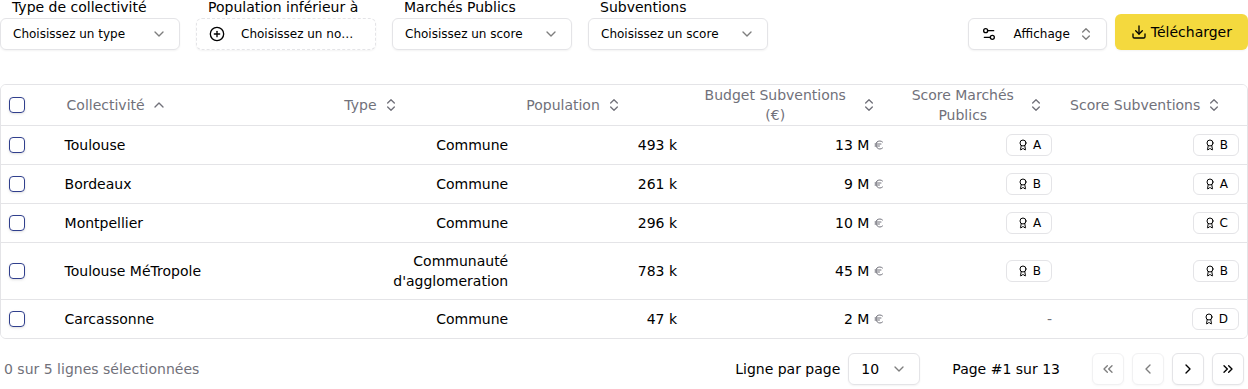 Type de collectivité
Population inférieur à
Marchés Publics
Subventions
Choisissez un type
Choisissez un no...
Choisissez un score
Choisissez un score
Affichage
Télécharger
Collectivité
Type
Population
Budget Subventions
(€)
Score Marchés
Publics
Score Subventions
Toulouse Commune 493 k 13 M € A B
Bordeaux Commune 261 k 9 M € B A
Montpellier Commune 296 k 10 M € A C
Toulouse MéTropole Communauté
d'agglomeration 783 k 45 M € B B
Carcassonne Commune 47 k 2 M € - D
0 sur 5 lignes sélectionnées
Ligne par page 10 Page #1 sur 13